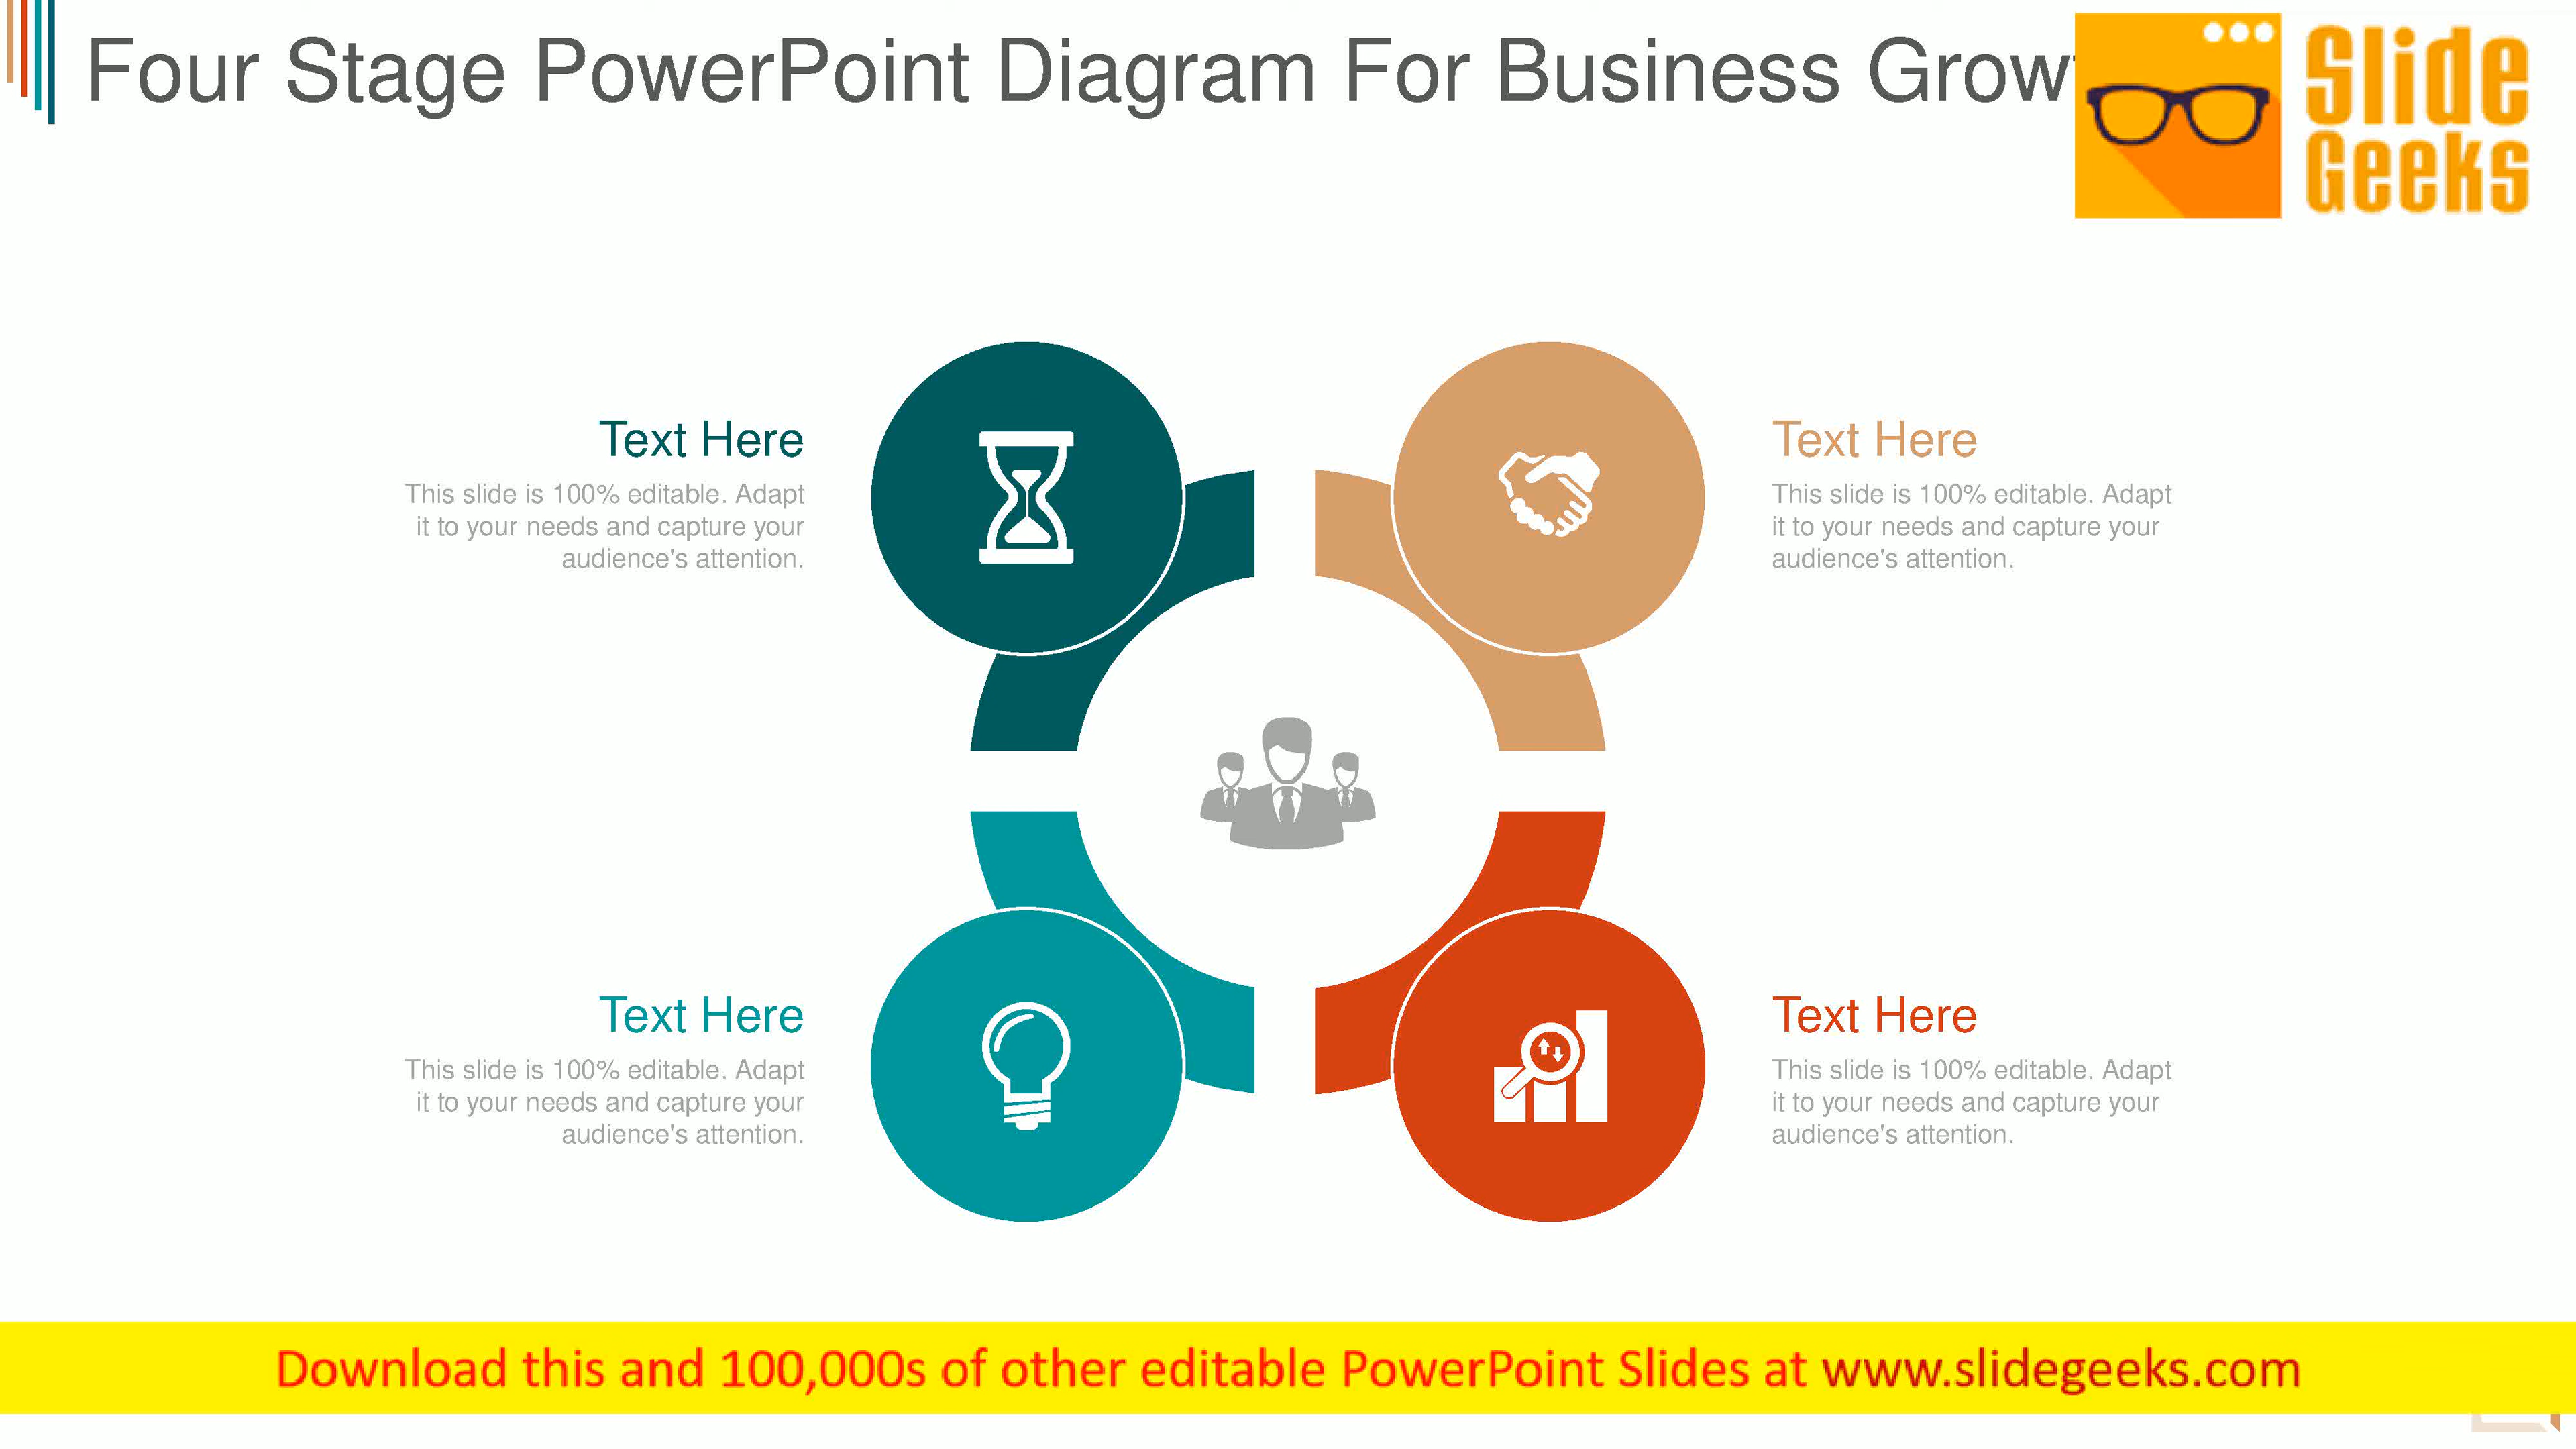 Four Stage PowerPoint Diagram For Business Grow
Slide
Geeks
Text Here
This slide is 100% editable. Adapt
it to your needs and capture your
audience's attention.
Text Here
This slide is 100% editable. Adapt
it to your needs and capture your
audience's attention.
Text Here
This slide is 100% editable. Adapt
it to your needs and capture your
audience's attention.
Text Here
This slide is 100% editable. Adapt
it to your needs and capture your
audience's attention.
Download this and 100,000s of other editable PowerPoint Slides at www.slidegeeks.com